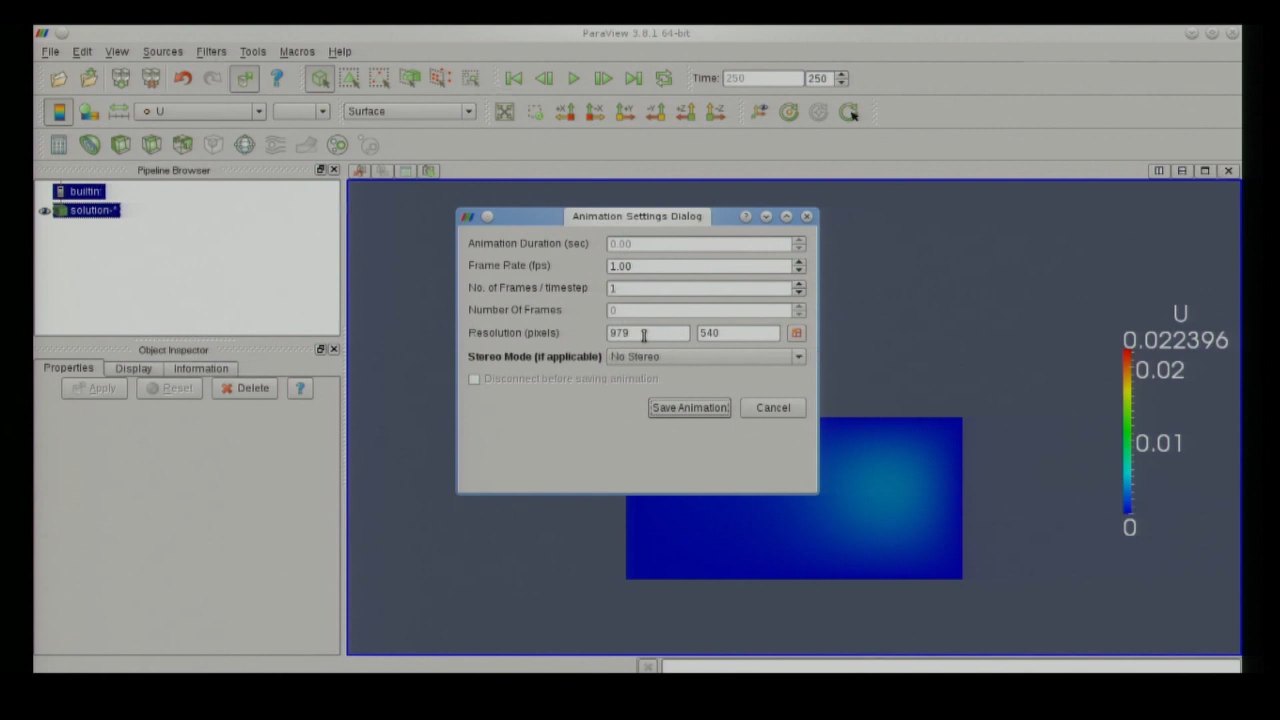 ParaView 3.8.1 64-bit
File Edit View Sources Filters Tools Macros Help
Time: 250 250
U Surface
Pipeline Browser
builtin:
solution-*
Object Inspector
Properties Display Information
Apply Reset Delete ?
Animation Settings Dialog
Animation Duration (sec) 0.00
Frame Rate (fps) 1.00
No. of Frames / timestep 1
Number Of Frames 0
Resolution (pixels) 979 540
Stereo Mode (if applicable) No Stereo
Disconnect before saving animation
Save Animation Cancel
U
0.022396
0.02
0.01
0